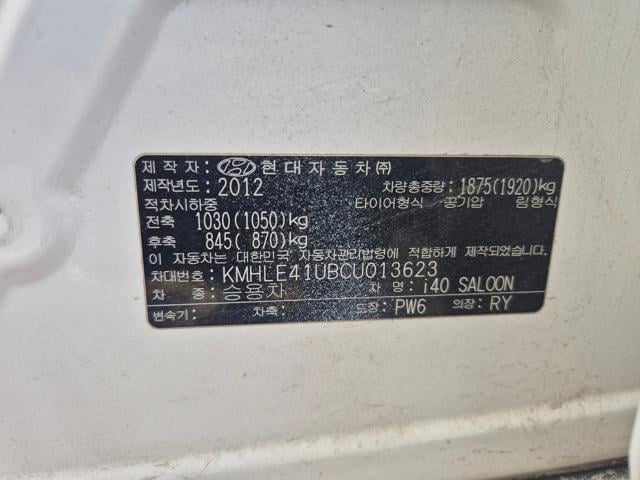 제 작 자: 현대자동차㈜
제작년도: 2012 차량총중량: 1875(1920)kg
적차시하중 타이어형식 공기압 림형식
전축 1030(1050)kg
후축 845( 870)kg
이 자동차는 대한민국 자동차관리법령에 적합하게 제작되었습니다.
차대번호: KMHLE41UBCU013623
차 종: 승용차 차 명: i40 SALOON
변속기: 차축: 도장: PW6 의장: RY